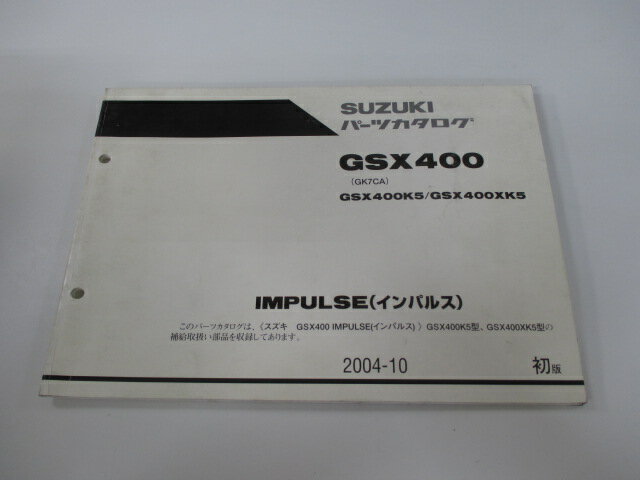 SUZUKI
パーツカタログ
GSX400
(GK7CA)
GSX400K5/GSX400XK5
IMPULSE(インパルス)
このパーツカタログは、〈スズキ GSX400 IMPULSE(インパルス)〉GSX400K5型、GSX400XK5型の
補給取扱い部品を収録してあります。
2004-10 初版